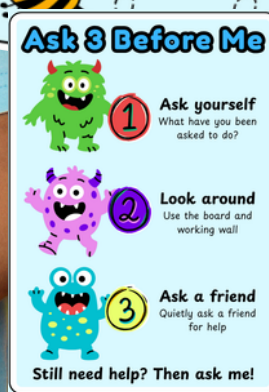 Ask 3 Before Me
1
Ask yourself
What have you been
asked to do?
2
Look around
Use the board and
working wall
3
Ask a friend
Quietly ask a friend
for help
Still need help? Then ask me!